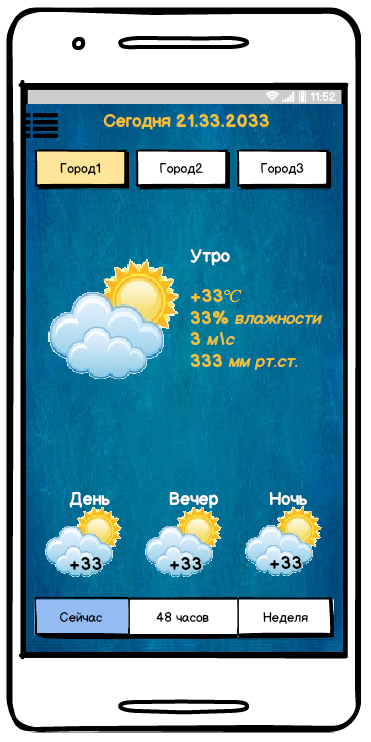 11:52
Сегодня 21.33.2033
Город1
Город2
Город3
Утро
+33°C
33% влажности
3 м\с
333 мм рт.ст.
День
Вечер
Ночь
+33
+33
+33
Сейчас
48 часов
Неделя